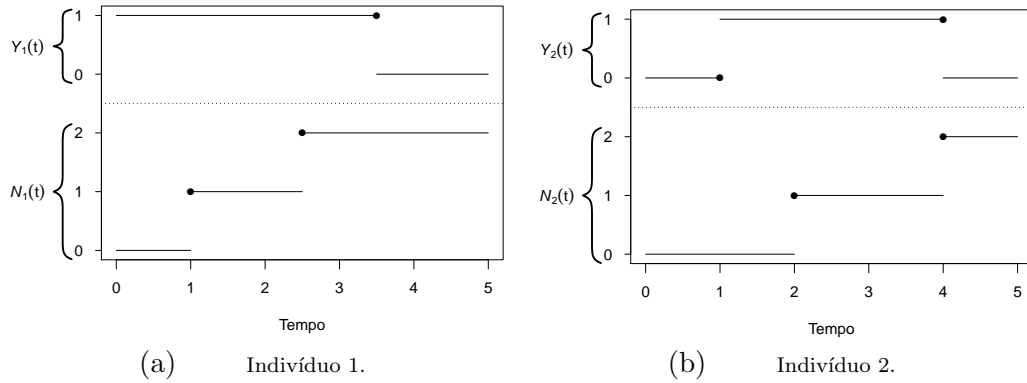 Y1(t)
1
0
N1(t)
2
1
0
0 1 2 3 4 5
Tempo
(a) Indivíduo 1.
Y2(t)
1
0
N2(t)
2
1
0
0 1 2 3 4 5
Tempo
(b) Indivíduo 2.